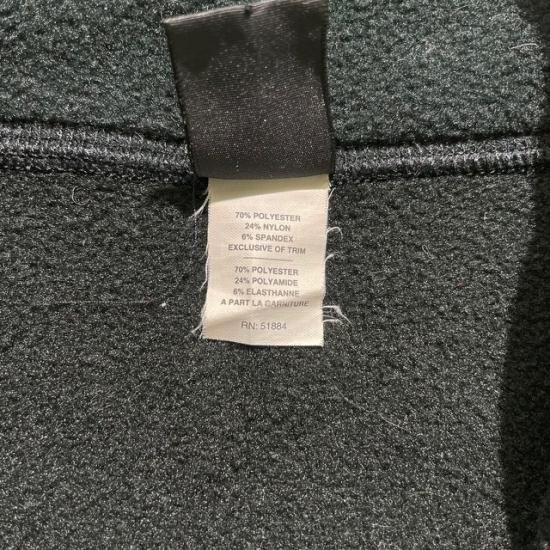 70% POLYESTER
24% NYLON
6% SPANDEX
EXCLUSIVE OF TRIM
70% POLYESTER
24% POLYAMIDE
6% ELASTHANNE
A PART LA GARNITURE
RN: 51884